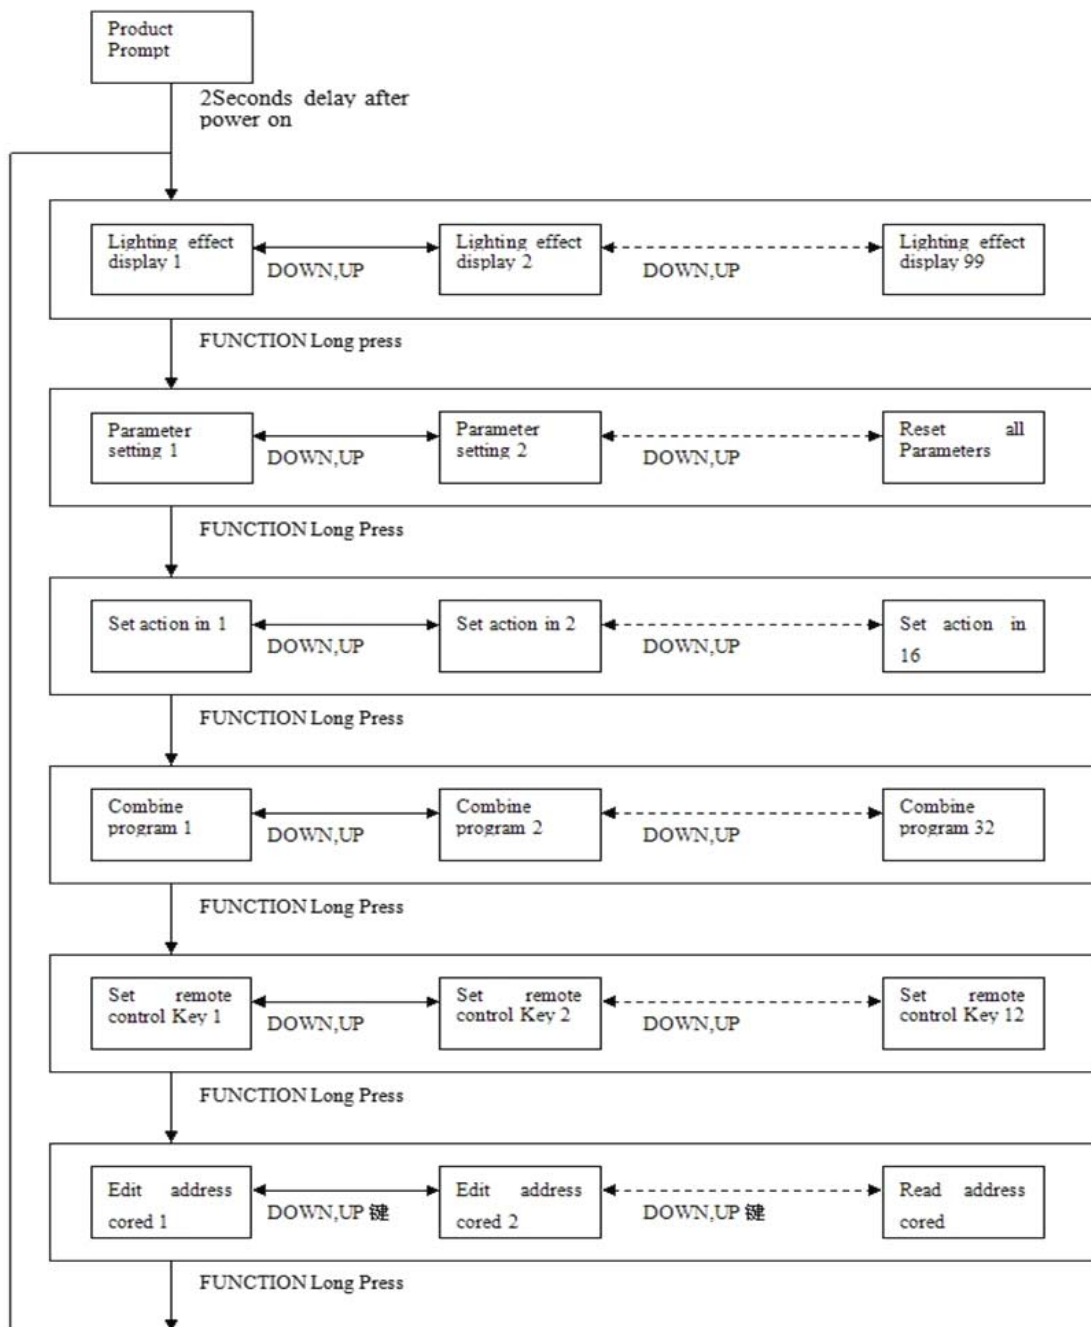 Product
Prompt
2Seconds delay after
power on
Lighting effect
display 1
DOWN,UP
Lighting effect
display 2
DOWN,UP
Lighting effect
display 99
FUNCTION Long press
Parameter
setting 1
DOWN,UP
Parameter
setting 2
DOWN,UP
Reset all
Parameters
FUNCTION Long Press
Set action in 1
DOWN,UP
Set action in 2
DOWN,UP
Set action in
16
FUNCTION Long Press
Combine
program 1
DOWN,UP
Combine
program 2
DOWN,UP
Combine
program 32
FUNCTION Long Press
Set remote
control Key 1
DOWN,UP
Set remote
control Key 2
DOWN,UP
Set remote
control Key 12
FUNCTION Long Press
Edit address
cored 1
DOWN,UP 键
Edit address
cored 2
DOWN,UP 键
Read address
cored
FUNCTION Long Press